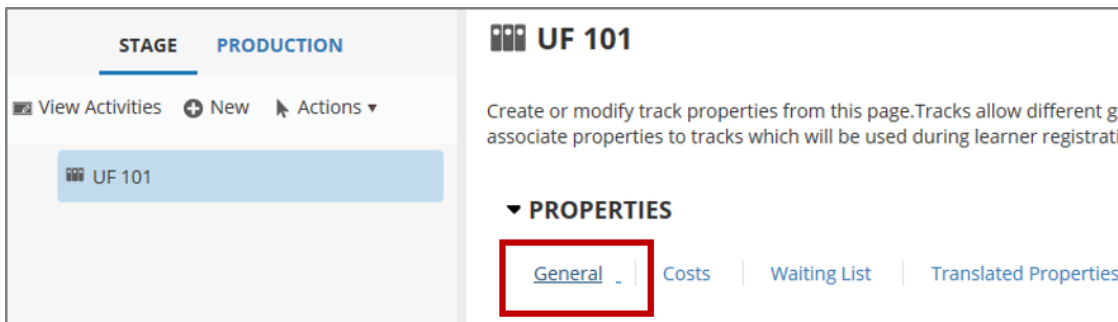 STAGE PRODUCTION
View Activities New Actions
UF 101
UF 101
Create or modify track properties from this page.Tracks allow different
associate properties to tracks which will be used during learner
PROPERTIES
General Costs Waiting List Translated Properties